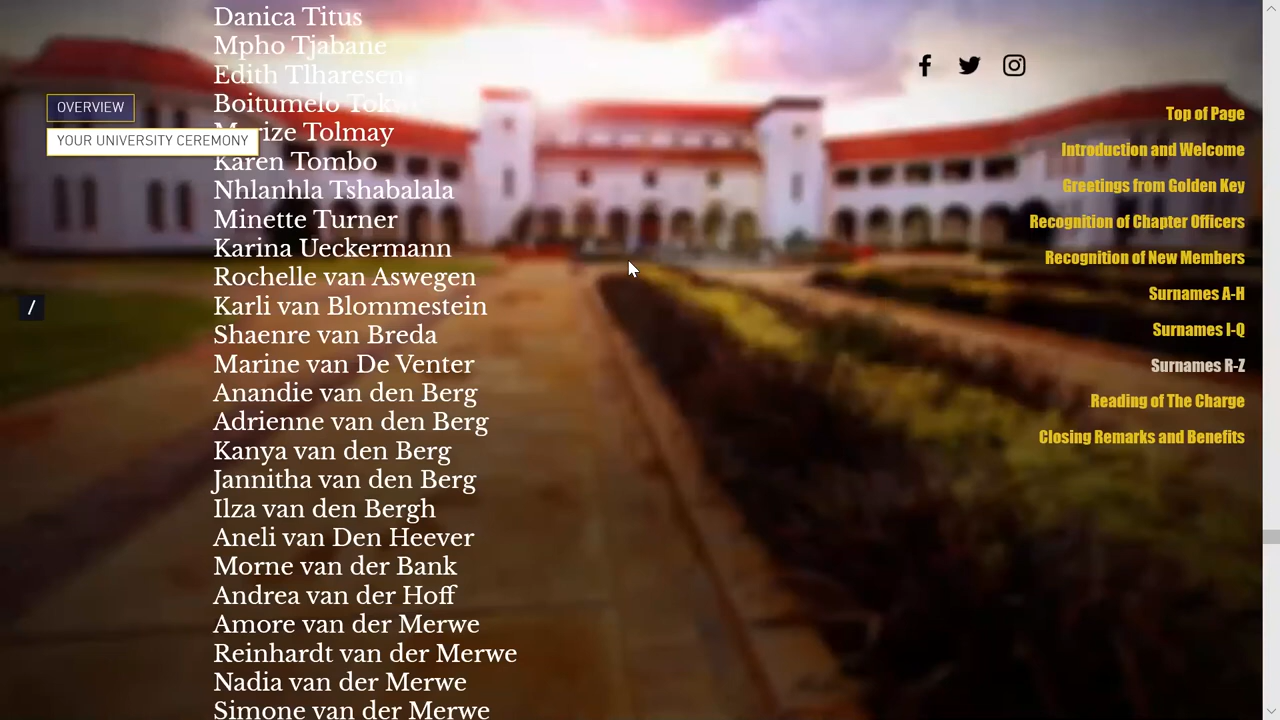 Danica Titus
Mpho Tjabane
Edith Tlharesen
OVERVIEW
Boitumelo
YOUR UNIVERSITY CEREMONY
Tolmay
Karen Tombo
Nhlanhla Tshabalala
Minette Turner
Karina Ueckermann
Rochelle van Aswegen
/
Karli van Blommestein
Shaenre van Breda
Marine van De Venter
Anandie van den Berg
Adrienne van den Berg
Kanya van den Berg
Jannitha van den Berg
Ilza van den Bergh
Aneli van Den Heever
Morne van der Bank
Andrea van der Hoff
Amore van der Merwe
Reinhardt van der Merwe
Nadia van der Merwe
Simone van der Merwe
Top of Page
Introduction and Welcome
Greetings from Golden Key
Recognition of Chapter Officers
Recognition of New Members
Surnames A-H
Surnames I-Q
Surnames R-Z
Reading of The Charge
Closing Remarks and Benefits